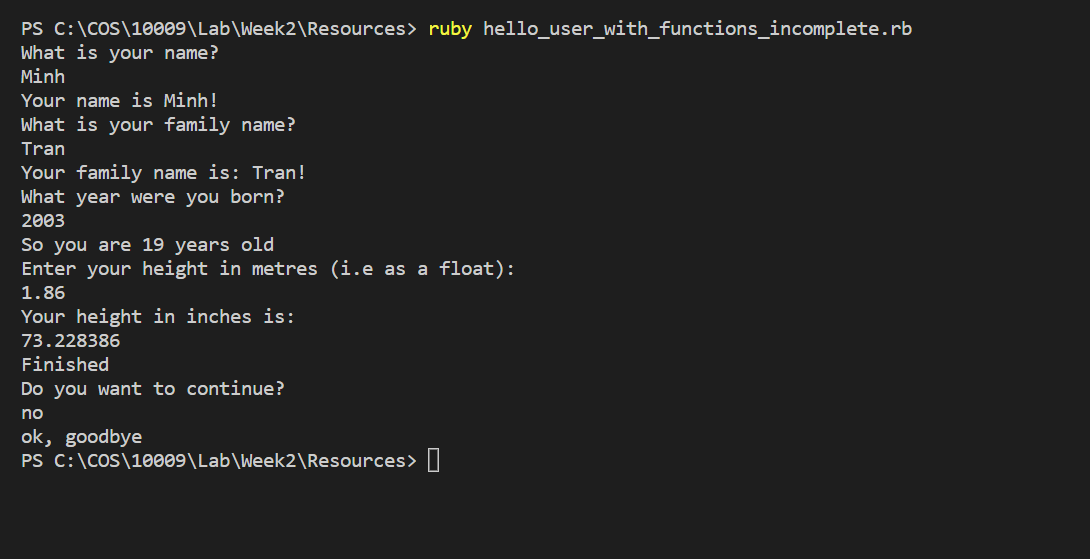 PS C:\COS\10009\Lab\Week2\Resources> ruby hello_user_with_functions_incomplete.rb
What is your name?
Minh
Your name is Minh!
What is your family name?
Tran
Your family name is: Tran!
What year were you born?
2003
So you are 19 years old
Enter your height in metres (i.e as a float):
1.86
Your height in inches is:
73.228386
Finished
Do you want to continue?
no
ok, goodbye
PS C:\COS\10009\Lab\Week2\Resources>